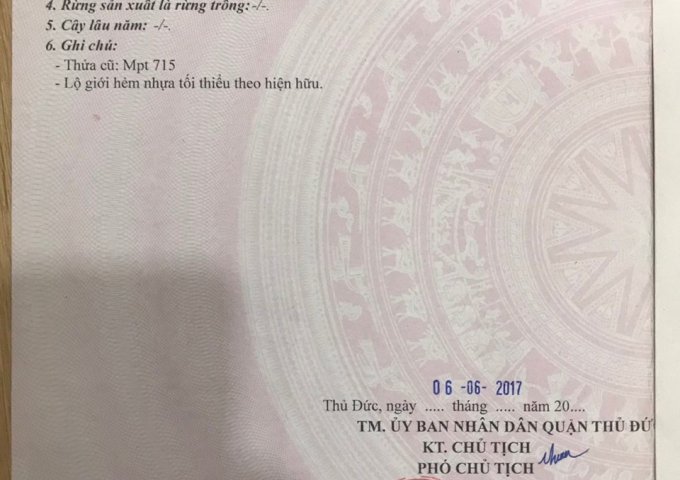 4. Rừng sản xuất là rừng trồng:-/-.
5. Cây lâu năm: -/-.
6. Ghi chú:
- Thửa cũ: Mpt 715
- Lộ giới hẻm nhựa tối thiểu theo hiện hữu.
06 -06- 2017
Thủ Đức, ngày ..... tháng ..... năm 20....
TM. ỦY BAN NHÂN DÂN QUẬN THỦ ĐỨ
KT. CHỦ TỊCH
PHÓ CHỦ TỊCH